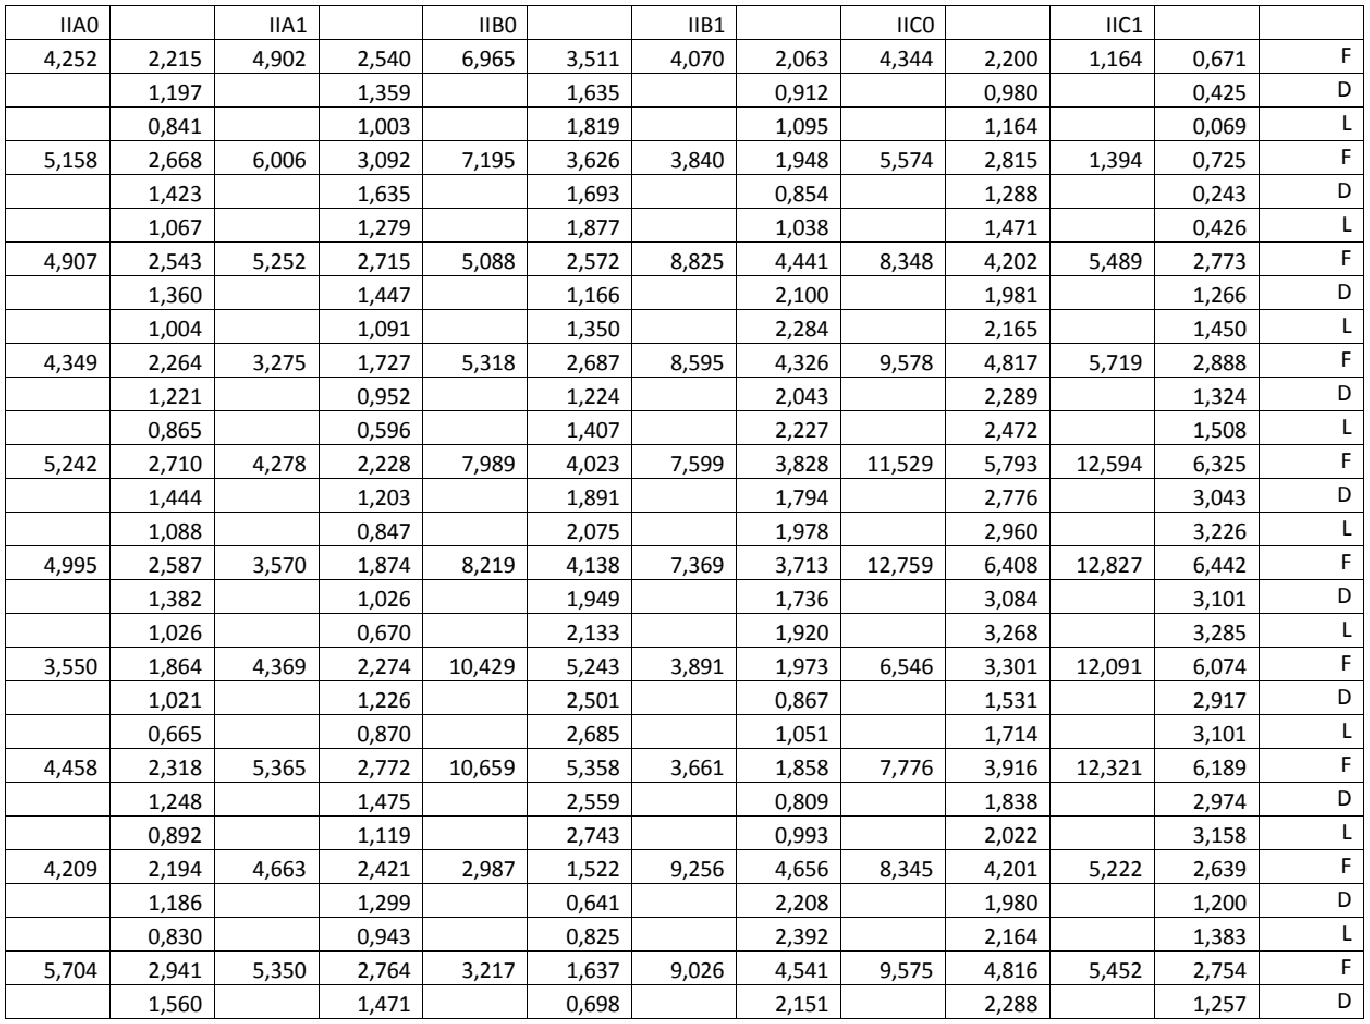 IIA0 IIA1 IIB0 IIB1 IIC0 IIC1
4,252 2,215 4,902 2,540 6,965 3,511 4,070 2,063 4,344 2,200 1,164 0,671 F
1,197 1,359 1,635 0,912 0,980 0,425 D
0,841 1,003 1,819 1,095 1,164 0,069 L
5,158 2,668 6,006 3,092 7,195 3,626 3,840 1,948 5,574 2,815 1,394 0,725 F
1,423 1,635 1,693 0,854 1,288 0,243 D
1,067 1,279 1,877 1,038 1,471 0,426 L
4,907 2,543 5,252 2,715 5,088 2,572 8,825 4,441 8,348 4,202 5,489 2,773 F
1,360 1,447 1,166 2,100 1,981 1,266 D
1,004 1,091 1,350 2,284 2,165 1,450 L
4,349 2,264 3,275 1,727 5,318 2,687 8,595 4,326 9,578 4,817 5,719 2,888 F
1,221 0,952 1,224 2,043 2,289 1,324 D
0,865 0,596 1,407 2,227 2,472 1,508 L
5,242 2,710 4,278 2,228 7,989 4,023 7,599 3,828 11,529 5,793 12,594 6,325 F
1,444 1,203 1,891 1,794 2,776 3,043 D
1,088 0,847 2,075 1,978 2,960 3,226 L
4,995 2,587 3,570 1,874 8,219 4,138 7,369 3,713 12,759 6,408 12,827 6,442 F
1,382 1,026 1,949 1,736 3,084 3,101 D
1,026 0,670 2,133 1,920 3,268 3,285 L
3,550 1,864 4,369 2,274 10,429 5,243 3,891 1,973 6,546 3,301 12,091 6,074 F
1,021 1,226 2,501 0,867 1,531 2,917 D
0,665 0,870 2,685 1,051 1,714 3,101 L
4,458 2,318 5,365 2,772 10,659 5,358 3,661 1,858 7,776 3,916 12,321 6,189 F
1,248 1,475 2,559 0,809 1,838 2,974 D
0,892 1,119 2,743 0,993 2,022 3,158 L
4,209 2,194 4,663 2,421 2,987 1,522 9,256 4,656 8,345 4,201 5,222 2,639 F
1,186 1,299 0,641 2,208 1,980 1,200 D
0,830 0,943 0,825 2,392 2,164 1,383 L
5,704 2,941 5,350 2,764 3,217 1,637 9,026 4,541 9,575 4,816 5,452 2,754 F
1,560 1,471 0,698 2,151 2,288 1,257 D